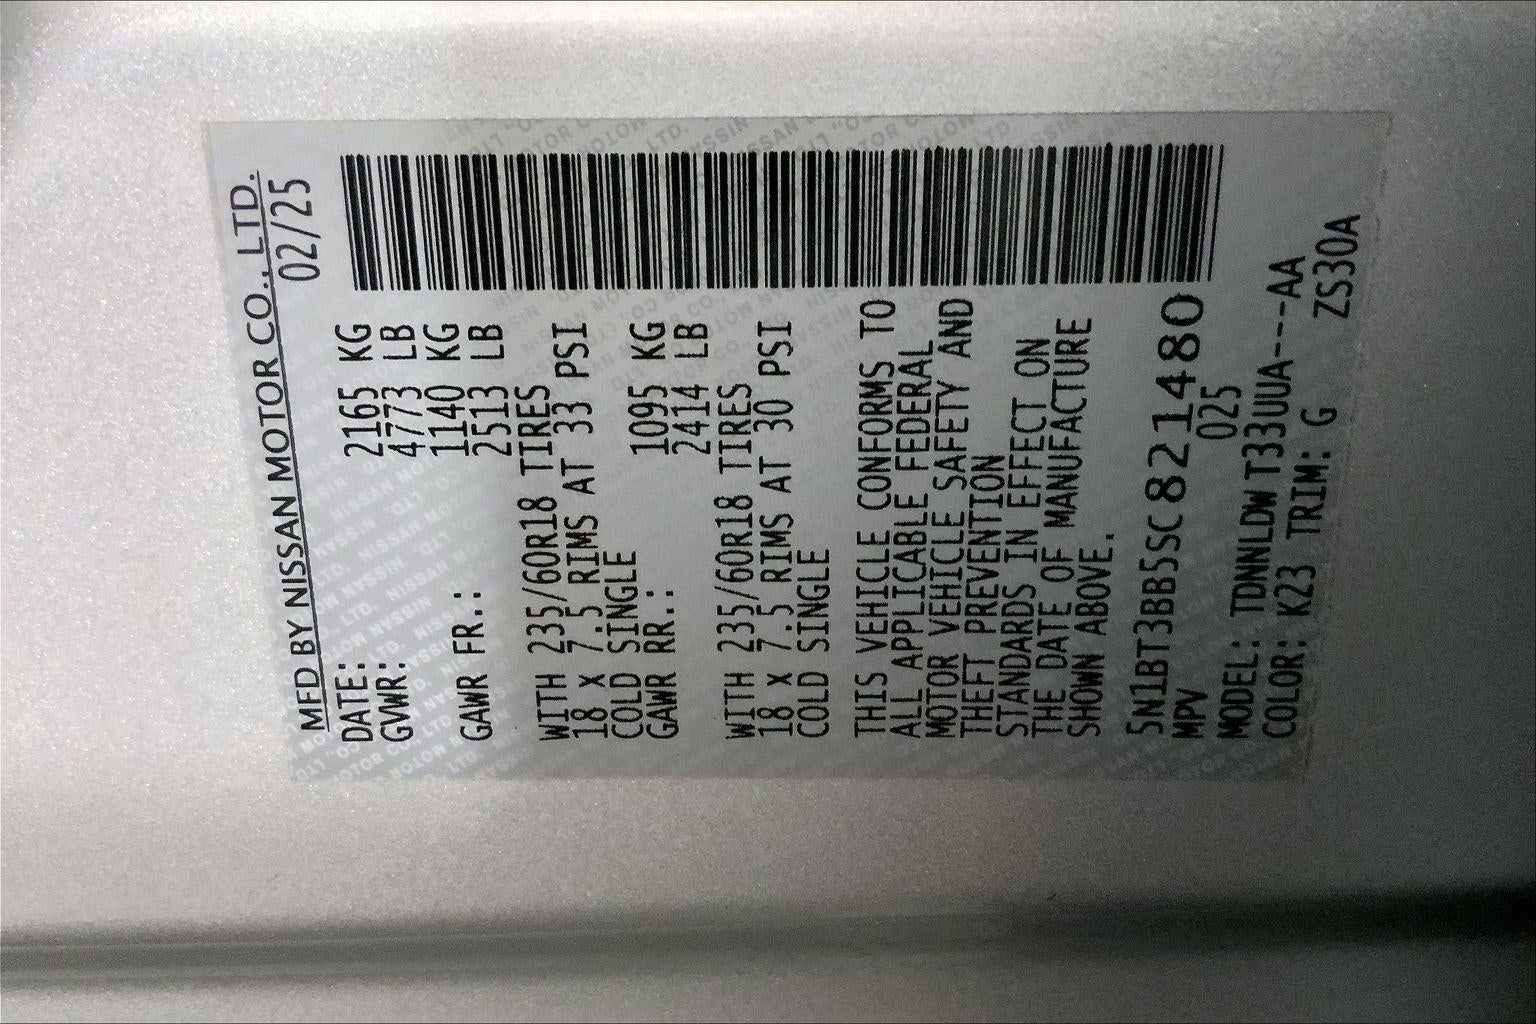 MFD BY NISSAN MOTOR CO., LTD.
DATE: 02/25
GVWR: 2165 KG
4773 LB
GAWR FR.: 1140 KG
2513 LB
WITH 235/60R18 TIRES
18 X 7.5 RIMS AT 33 PSI
COLD SINGLE
GAWR RR.: 1095 KG
2414 LB
WITH 235/60R18 TIRES
18 X 7.5 RIMS AT 30 PSI
COLD SINGLE
THIS VEHICLE CONFORMS TO
ALL APPLICABLE FEDERAL
MOTOR VEHICLE SAFETY AND
THEFT PREVENTION
STANDARDS IN EFFECT ON
THE DATE OF MANUFACTURE
SHOWN ABOVE.
5N1BT3BB5SC821480
MPV 025
MODEL: TDNNLDW T33UUA---AA
COLOR: K23 TRIM: G ZS30A